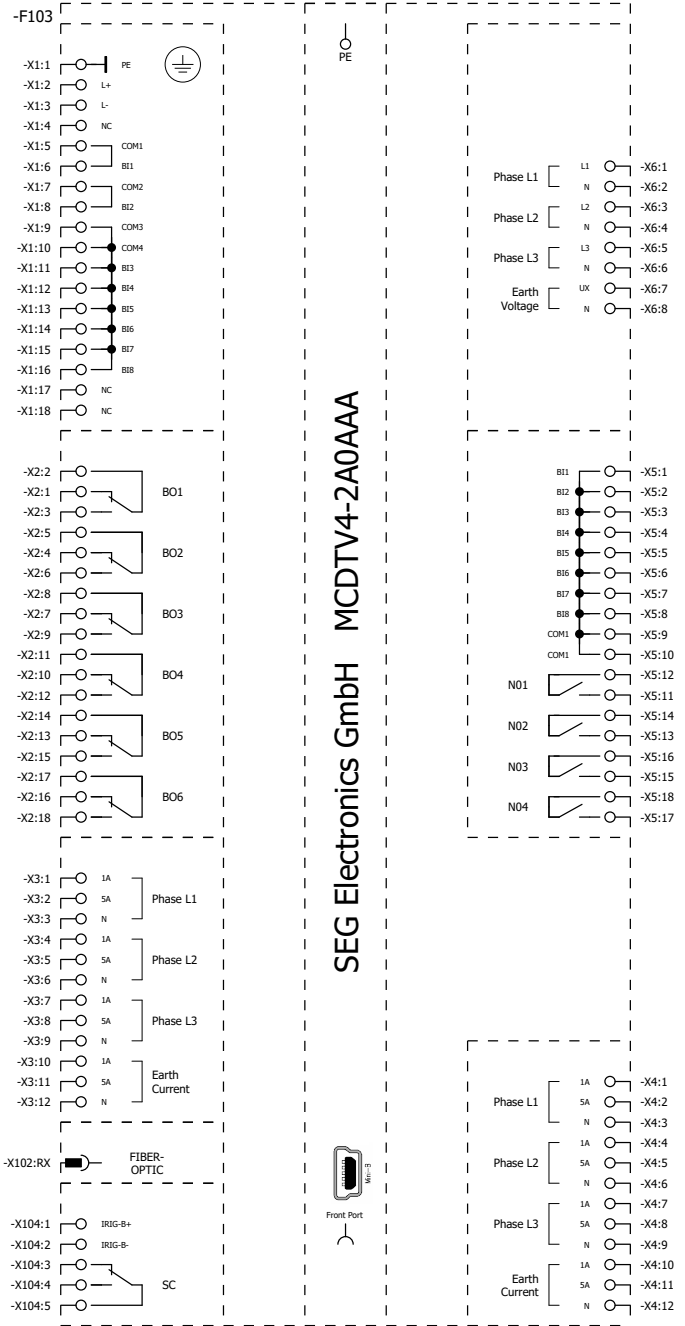 -F103
PE
-X1:1 PE
-X1:2 L+
-X1:3 L-
-X1:4 NC
-X1:5 COM1
-X1:6 BI1
-X1:7 COM2
-X1:8 BI2
-X1:9 COM3
-X1:10 COM4
-X1:11 BI3
-X1:12 BI4
-X1:13 BI5
-X1:14 BI6
-X1:15 BI7
-X1:16 BI8
-X1:17 NC
-X1:18 NC
-X2:2
-X2:1 BO1
-X2:3
-X2:5
-X2:4 BO2
-X2:6
-X2:8
-X2:7 BO3
-X2:9
-X2:11
-X2:10 BO4
-X2:12
-X2:14
-X2:13 BO5
-X2:15
-X2:17
-X2:16 BO6
-X2:18
-X3:1 1A
-X3:2 5A Phase L1
-X3:3 N
-X3:4 1A
-X3:5 5A Phase L2
-X3:6 N
-X3:7 1A
-X3:8 5A Phase L3
-X3:9 N
-X3:10 1A
-X3:11 5A Earth Current
-X3:12 N
-X102:RX FIBER-
OPTIC
-X104:1 IRIG-B+
-X104:2 IRIG-B-
-X104:3
-X104:4 SC
-X104:5
SEG Electronics GmbH MCDTV4-2A0AAA
Mini-B
Front Port
Phase L1 L1 -X6:1
N -X6:2
Phase L2 L2 -X6:3
N -X6:4
Phase L3 L3 -X6:5
N -X6:6
Earth Voltage UX -X6:7
N -X6:8
BI1 -X5:1
BI2 -X5:2
BI3 -X5:3
BI4 -X5:4
BI5 -X5:5
BI6 -X5:6
BI7 -X5:7
BI8 -X5:8
COM1 -X5:9
COM1 -X5:10
N01 -X5:12
-X5:11
N02 -X5:14
-X5:13
N03 -X5:16
-X5:15
N04 -X5:18
-X5:17
1A -X4:1
Phase L1 5A -X4:2
N -X4:3
1A -X4:4
Phase L2 5A -X4:5
N -X4:6
1A -X4:7
Phase L3 5A -X4:8
N -X4:9
1A -X4:10
Earth Current 5A -X4:11
N -X4:12